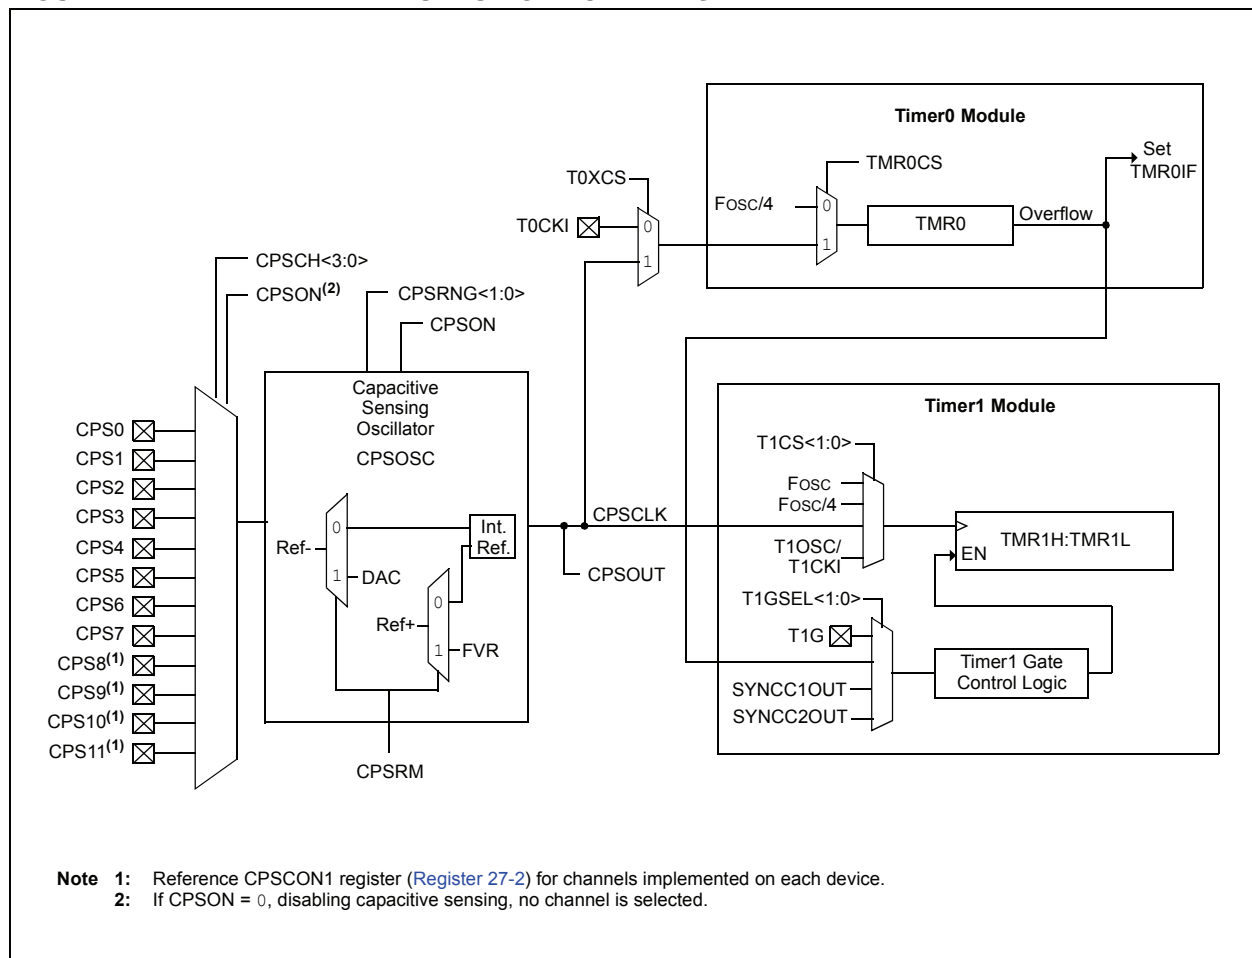 Timer0 Module
Set
TMR0IF
TMR0CS
T0XCS
FOSC/4
0
T0CKI
0
TMR0
Overflow
1
1
CPSCH<3:0>
CPSON(2)
CPSRNG<1:0>
CPSON
Capacitive
Sensing
Oscillator
CPSOSC
Timer1 Module
CPS0
CPS1
CPS2
CPS3
CPS4
CPS5
CPS6
CPS7
CPS8(1)
CPS9(1)
CPS10(1)
CPS11(1)
0
Ref-
1
DAC
Int.
Ref.
0
Ref+
1
FVR
CPSRM
CPSCLK
CPSOUT
T1CS<1:0>
FOSC
FOSC/4
T1OSC/
T1CKI
TMR1H:TMR1L
EN
T1GSEL<1:0>
T1G
SYNCC1OUT
SYNCC2OUT
Timer1 Gate
Control Logic
Note 1: Reference CPSCON1 register (Register 27-2) for channels implemented on each device.
2: If CPSON = 0, disabling capacitive sensing, no channel is selected.